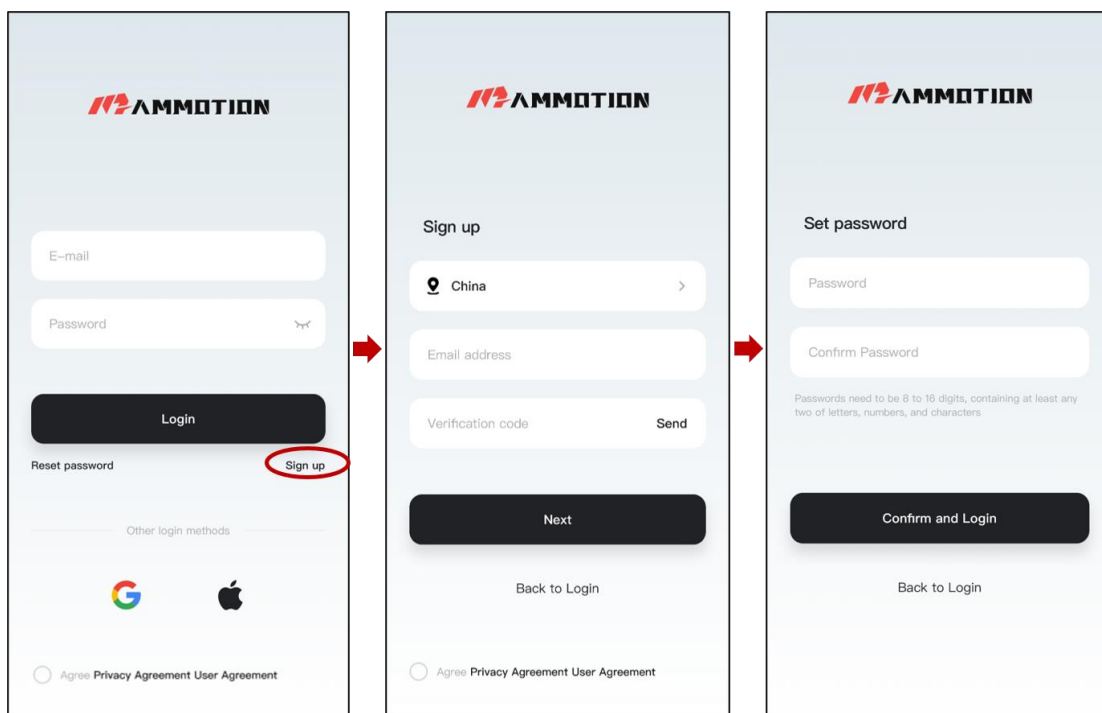 MAMMOTION
E-mail
Password
Login
Reset password
Sign up
Other login methods
Agree Privacy Agreement User Agreement
MAMMOTION
Sign up
China
Email address
Verification code
Send
Next
Back to Login
Agree Privacy Agreement User Agreement
MAMMOTION
Set password
Password
Confirm Password
Passwords need to be 8 to 16 digits, containing at least any
two of letters, numbers, and characters
Confirm and Login
Back to Login